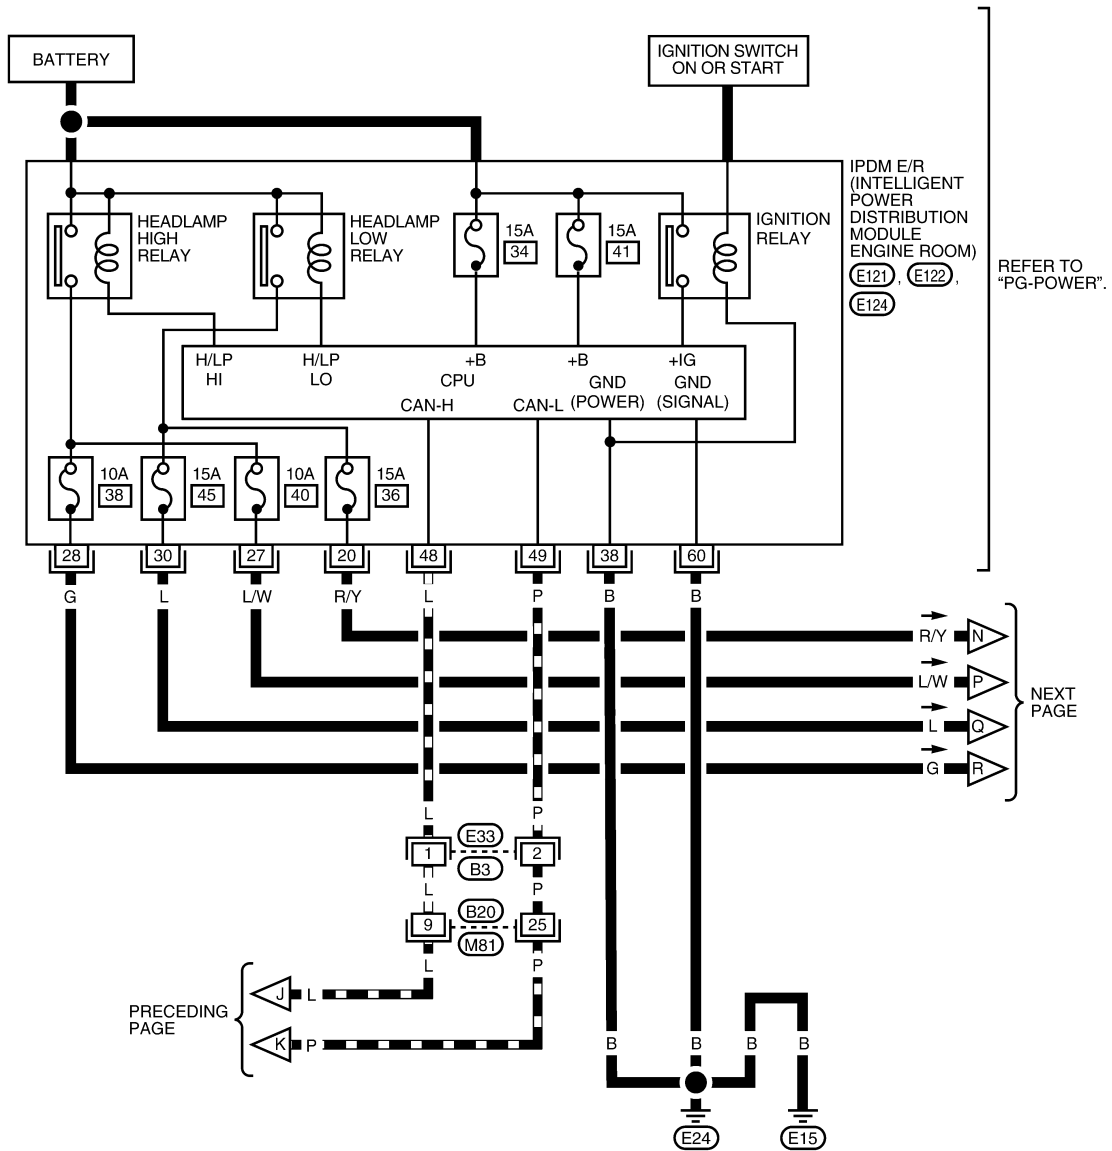 BATTERY
IGNITION SWITCH
ON OR START
IPDM E/R
(INTELLIGENT
POWER
DISTRIBUTION
MODULE
ENGINE ROOM)
E121 , E122 ,
E124
REFER TO
“PG-POWER”.
HEADLAMP
HIGH
RELAY
HEADLAMP
LOW
RELAY
15A
34
15A
41
IGNITION
RELAY
H/LP
HI
H/LP
LO
+B
+B
+IG
CPU
GND
(POWER)
GND
(SIGNAL)
CAN-H
CAN-L
10A
38
15A
45
10A
40
15A
36
28
30
27
20
48
49
38
60
G
L
L/W
R/Y
L
P
B
B
R/Y
N
L/W
P
L
Q
G
R
NEXT
PAGE
L
P
1
E33
B3
2
L
P
9
B20
M81
25
L
P
PRECEDING
PAGE
J
L
K
P
B
B
B
B
E24
E15